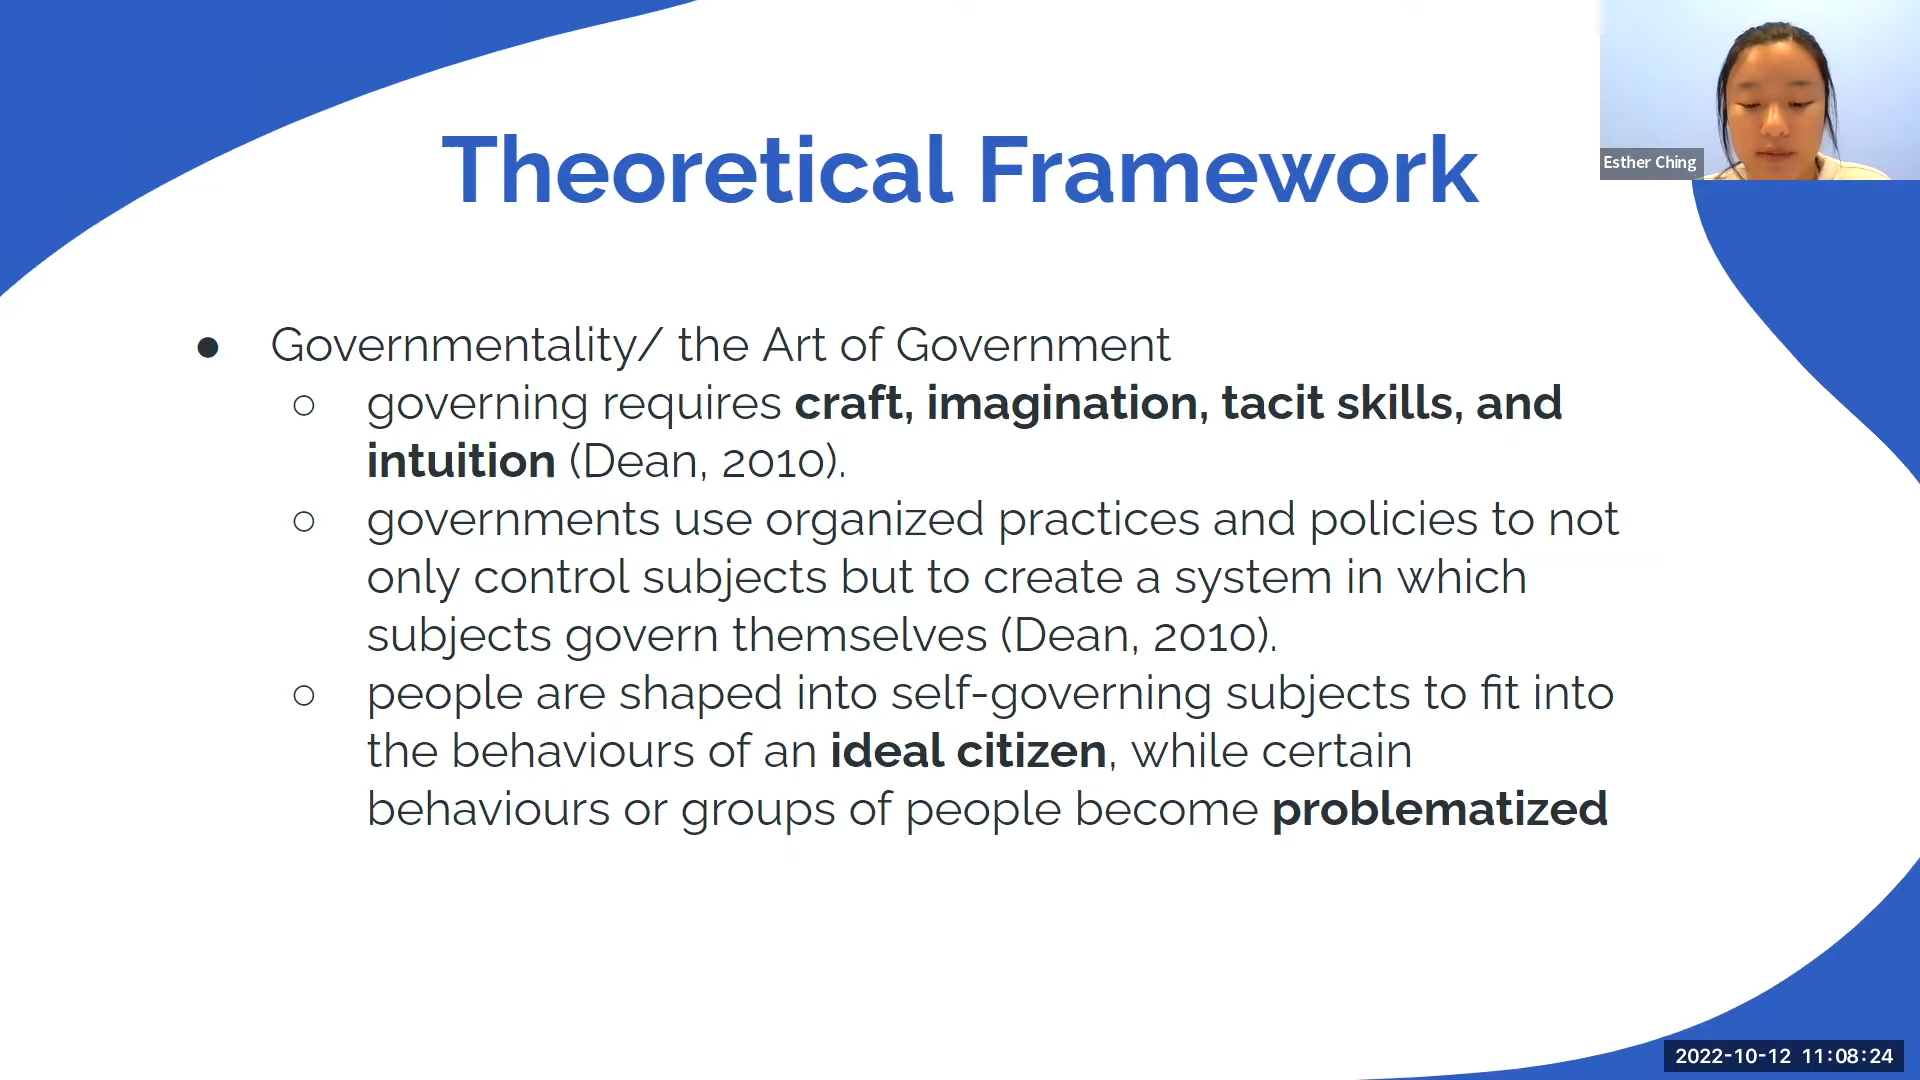 Theoretical Framework
Esther Ching
● Governmentality/ the Art of Government
○ governing requires craft, imagination, tacit skills, and
intuition (Dean, 2010).
○ governments use organized practices and policies to not
only control subjects but to create a system in which
subjects govern themselves (Dean, 2010).
○ people are shaped into self-governing subjects to fit into
the behaviours of an ideal citizen, while certain
behaviours or groups of people become problematized
2022-10-12 11:08:24